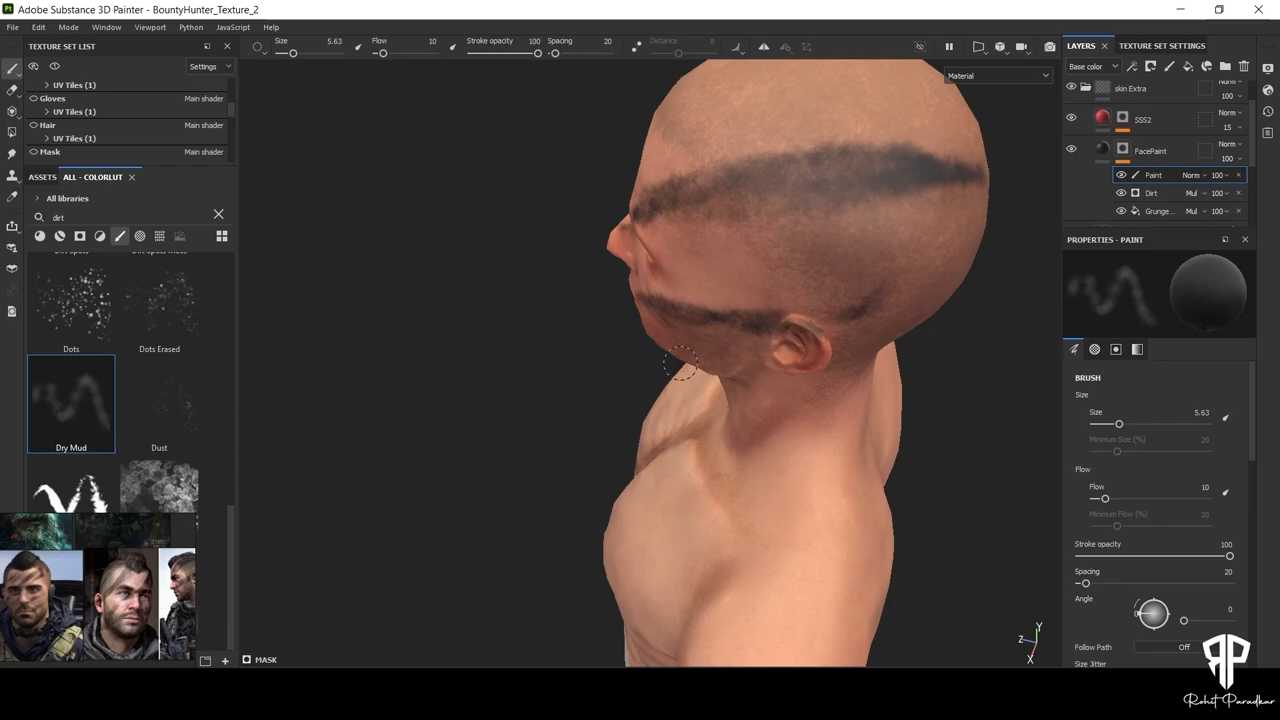 Adobe Substance 3D Painter - BountyHunter_Texture_2
File Edit Mode Window Viewport Python JavaScript Help
TEXTURE SET LIST
Size 5.63 Flow 10 Stroke opacity 100 Spacing 20 Distance 8
LAYERS TEXTURE SET SETTINGS
Settings
Base color
Material
UV Tiles (1)
Gloves Main shader
UV Tiles (1)
Hair Main shader
UV Tiles (1)
Mask Main shader
skin Extra Norm 100
SSS2 Norm 15
FacePaint Norm 100
Paint Norm 100
Dirt Mul 100
Grunge... Mul 100
ASSETS ALL - COLORLUT
All libraries
dirt
Dots Dots Erased
Dry Mud Dust
PROPERTIES - PAINT
BRUSH
Size
Size 5.63
Minimum Size (%) 20
Flow
Flow 10
Minimum Flow (%) 20
Stroke opacity 100
Spacing 20
Angle 0
Follow Path Off
Size Jitter
Y
Z
X
MASK
RP
Rohit Paradkar